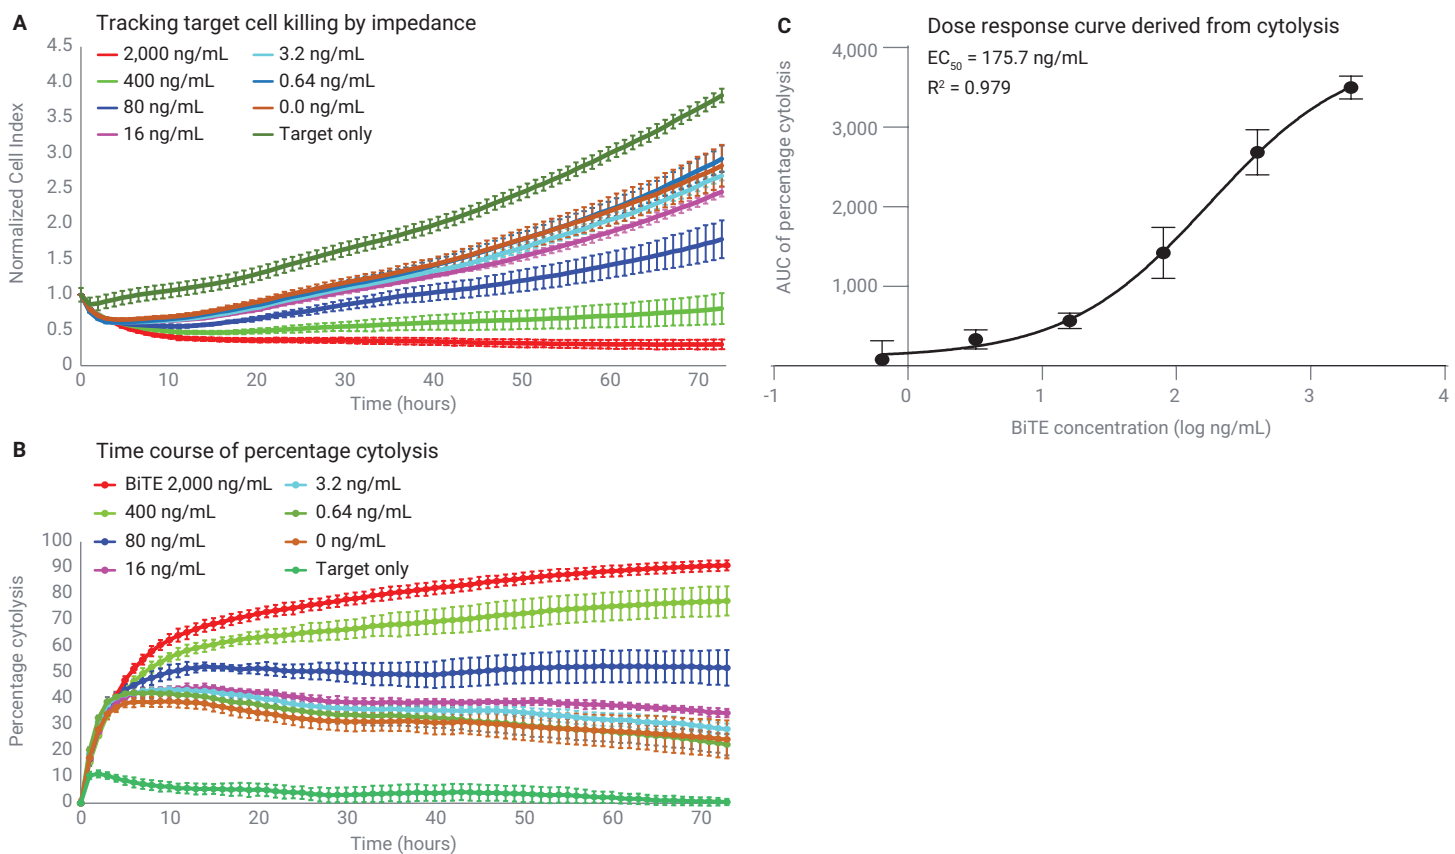 A
Tracking target cell killing by impedance
2,000 ng/mL
400 ng/mL
80 ng/mL
16 ng/mL
3.2 ng/mL
0.64 ng/mL
0.0 ng/mL
Target only
Normalized Cell Index
4.5
4.0
3.5
3.0
2.5
2.0
1.5
1.0
0.5
0
0 10 20 30 40 50 60 70
Time (hours)
B
Time course of percentage cytolysis
BiTE 2,000 ng/mL
400 ng/mL
80 ng/mL
16 ng/mL
3.2 ng/mL
0.64 ng/mL
0 ng/mL
Target only
Percentage cytolysis
100
90
80
70
60
50
40
30
20
10
0
0 10 20 30 40 50 60 70
Time (hours)
C
Dose response curve derived from cytolysis
EC50 = 175.7 ng/mL
R2 = 0.979
AUC of percentage cytolysis
4,000
3,000
2,000
1,000
-1 0 1 2 3 4
BiTE concentration (log ng/mL)